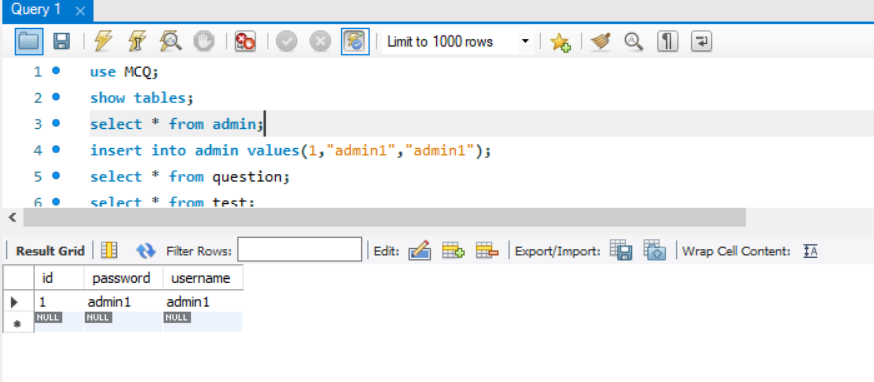 Query 1
Limit to 1000 rows
1 use MCQ;
2 show tables;
3 select * from admin;
4 insert into admin values(1,"admin1","admin1");
5 select * from question;
6 select * from test;
Result Grid Filter Rows: Edit: Export/Import: Wrap Cell Content:
id password username
1 admin1 admin1
NULL NULL NULL